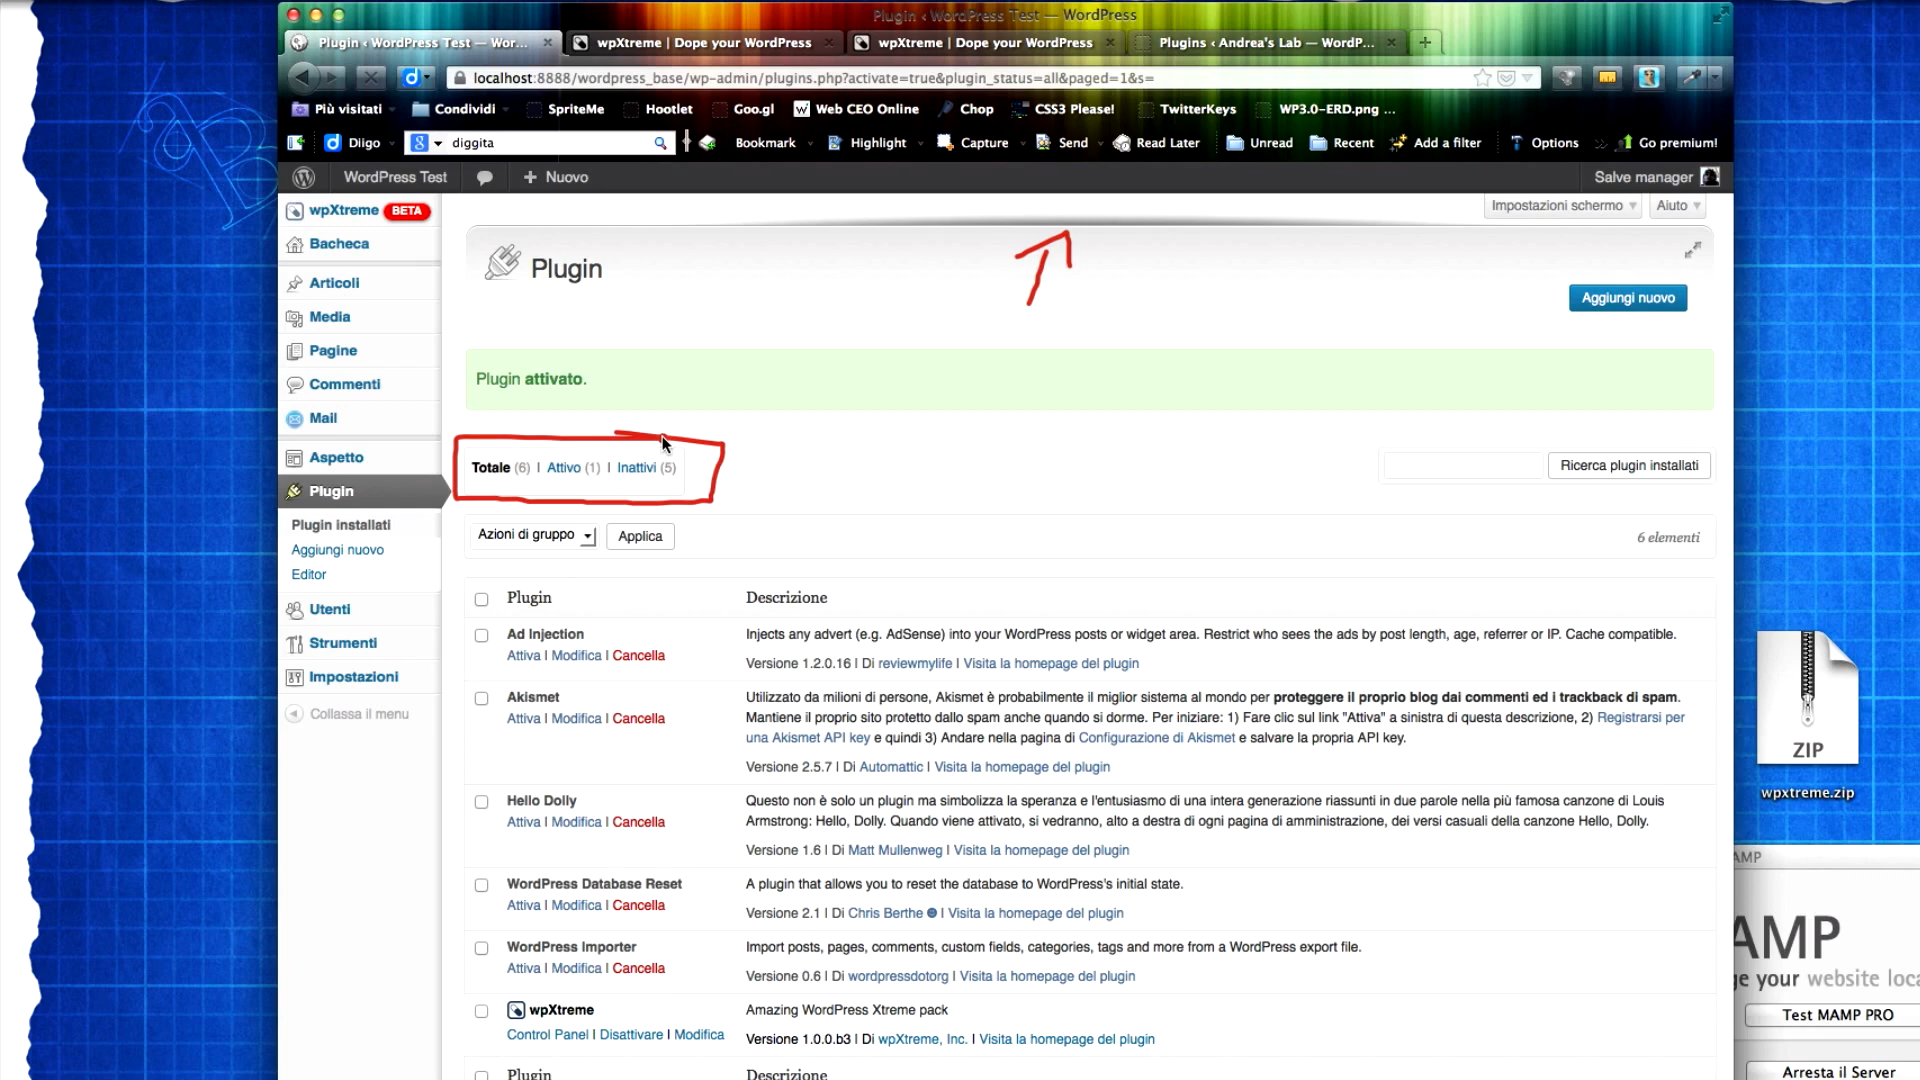 Plugin ‹ WordPress Test — WordPress
Plugin ‹ WordPress Test — Wor...
wpXtreme | Dope your WordPress
wpXtreme | Dope your WordPress
Plugins ‹ Andrea's Lab — WordP...
localhost:8888/wordpress_base/wp-admin/plugins.php?activate=true&plugin_status=all&paged=1&s=
Più visitati
Condividi
SpriteMe
Hootlet
Goo.gl
Web CEO Online
Chop
CSS3 Please!
TwitterKeys
WP3.0-ERD.png ...
Diigo
diggita
Bookmark
Highlight
Capture
Send
Read Later
Unread
Recent
Add a filter
Options
Go premium!
WordPress Test
+ Nuovo
Salve manager
wpXtreme BETA
Bacheca
Articoli
Media
Pagine
Commenti
Mail
Aspetto
Plugin
Plugin installati
Aggiungi nuovo
Editor
Utenti
Strumenti
Impostazioni
Collassa il menu
Impostazioni schermo
Aiuto
Plugin
Aggiungi nuovo
Plugin attivato.
Totale (6) | Attivo (1) | Inattivi (5)
Ricerca plugin installati
Azioni di gruppo
Applica
6 elementi
Plugin
Descrizione
Ad Injection
Attiva | Modifica | Cancella
Injects any advert (e.g. AdSense) into your WordPress posts or widget area. Restrict who sees the ads by post length, age, referrer or IP. Cache compatible.
Versione 1.2.0.16 | Di reviewmylife | Visita la homepage del plugin
Akismet
Attiva | Modifica | Cancella
Utilizzato da milioni di persone, Akismet è probabilmente il miglior sistema al mondo per proteggere il proprio blog dai commenti ed i trackback di spam.
Mantiene il proprio sito protetto dallo spam anche quando si dorme. Per iniziare: 1) Fare clic sul link "Attiva" a sinistra di questa descrizione, 2) Registrarsi per
una Akismet API key e quindi 3) Andare nella pagina di Configurazione di Akismet e salvare la propria API key.
Versione 2.5.7 | Di Automattic | Visita la homepage del plugin
Hello Dolly
Attiva | Modifica | Cancella
Questo non è solo un plugin ma simbolizza la speranza e l'entusiasmo di una intera generazione riassunti in due parole nella più famosa canzone di Louis
Armstrong: Hello, Dolly. Quando viene attivato, si vedranno, alto a destra di ogni pagina di amministrazione, dei versi casuali della canzone Hello, Dolly.
Versione 1.6 | Di Matt Mullenweg | Visita la homepage del plugin
WordPress Database Reset
Attiva | Modifica | Cancella
A plugin that allows you to reset the database to WordPress's initial state.
Versione 2.1 | Di Chris Berthe ☻ | Visita la homepage del plugin
WordPress Importer
Attiva | Modifica | Cancella
Import posts, pages, comments, custom fields, categories, tags and more from a WordPress export file.
Versione 0.6 | Di wordpressdotorg | Visita la homepage del plugin
wpXtreme
Control Panel | Disattivare | Modifica
Amazing WordPress Xtreme pack
Versione 1.0.0.b3 | Di wpXtreme, Inc. | Visita la homepage del plugin
Plugin
Descrizione
ZIP
wpxtreme.zip
AMP
AMP
ge your website loca
Test MAMP PRO
Arresta il Server